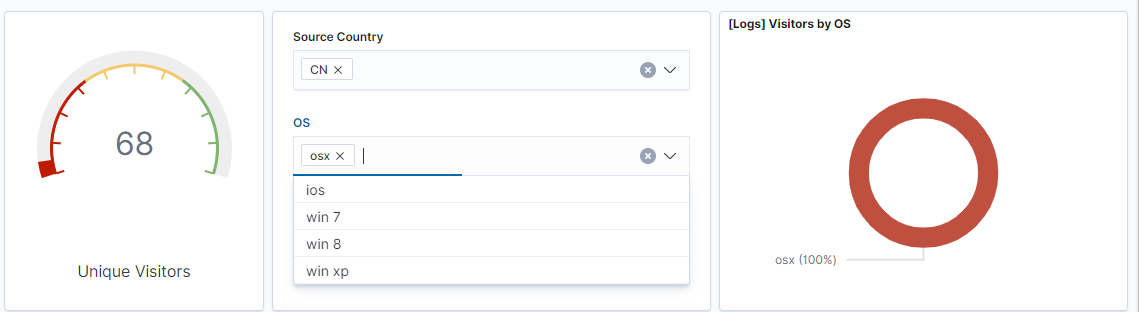 68
Unique Visitors
Source Country
CN
OS
osx
ios
win 7
win 8
win xp
[Logs] Visitors by OS
osx (100%)